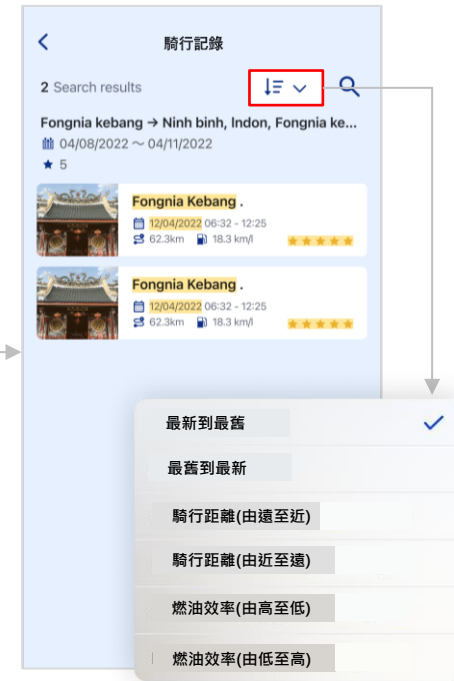 騎行記錄
2 Search results
Fongnia kebang → Ninh binh, Indon, Fongnia ke...
04/08/2022 ～ 04/11/2022
★ 5
Fongnia Kebang .
12/04/2022 06:32 - 12:25
62.3km 18.3 km/l
Fongnia Kebang .
12/04/2022 06:32 - 12:25
62.3km 18.3 km/l
最新到最舊
最舊到最新
騎行距離(由遠至近)
騎行距離(由近至遠)
燃油效率(由高至低)
燃油效率(由低至高)